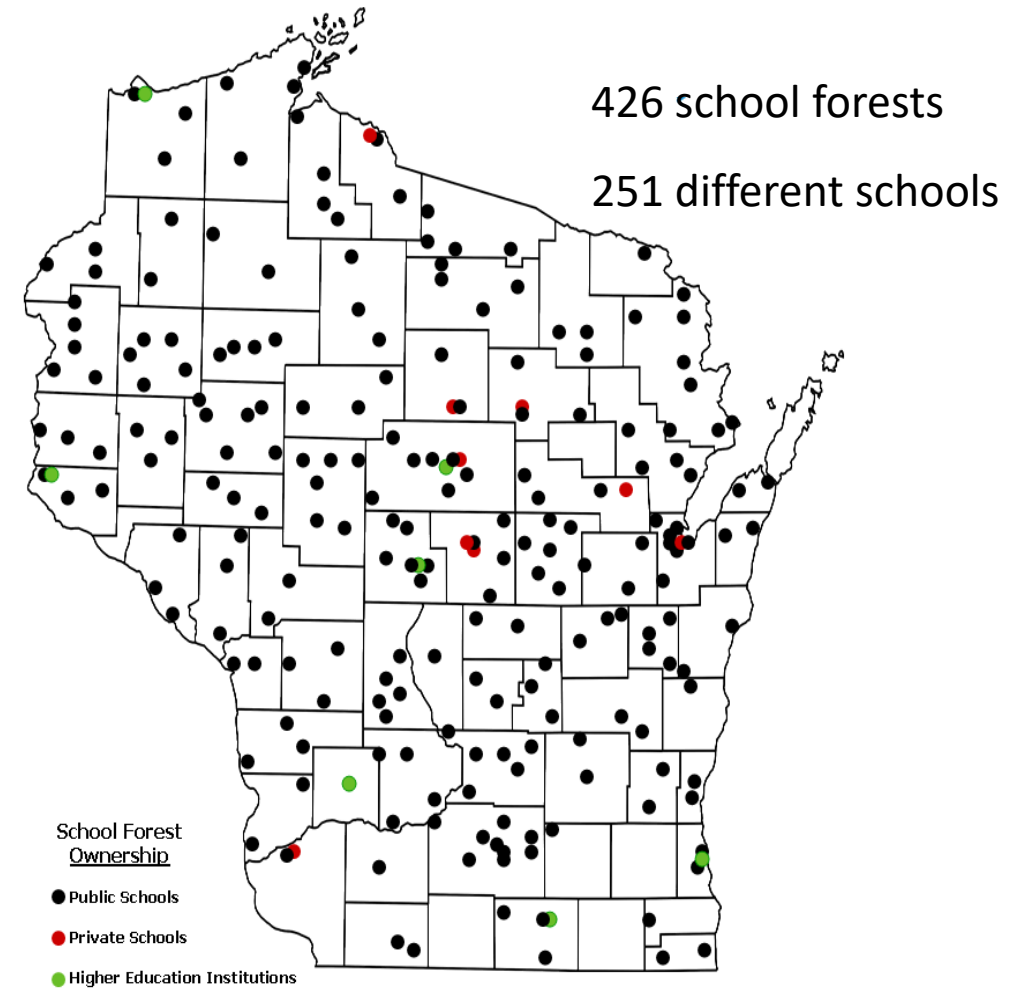 426 school forests
251 different schools
School Forest
Ownership
Public Schools
Private Schools
Higher Education Institutions